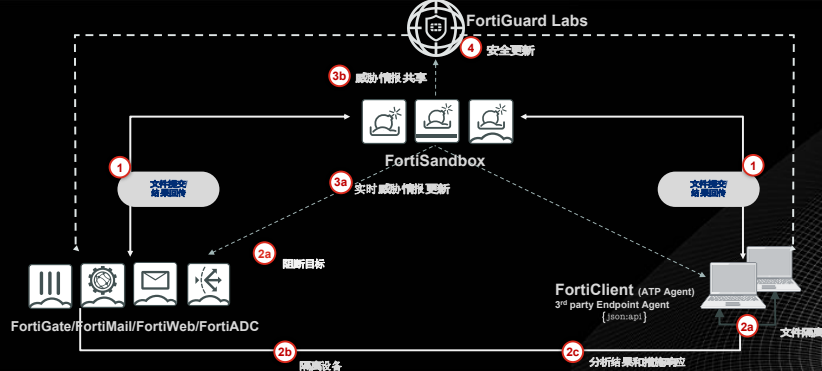 FortiGuard Labs
4 安全更新
3b 威胁情报共享
FortiSandbox
1
文件提交/
结果回传
1
文件提交/
结果回传
3a 实时威胁情报更新
2a 阻断目标
FortiGate/FortiMail/FortiWeb/FortiADC
FortiClient (ATP Agent)
3rd party Endpoint Agent
{json:api}
2a
文件隔离
2b 隔离设备
2c 分析结果和措施响应